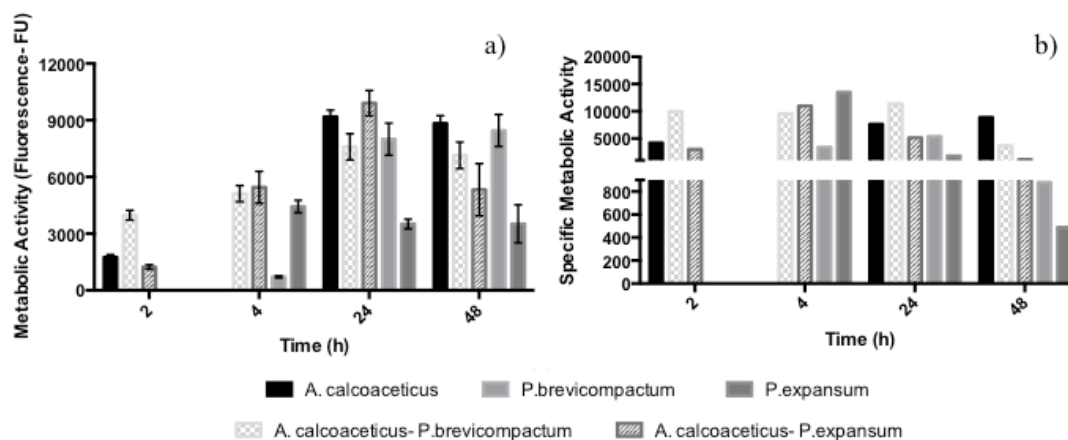 a)
Metabolic Activity (Fluorescence- FU)
12000
9000
6000
3000
0
2
4
24
48
Time (h)
b)
Specific Metabolic Activity
20000
15000
10000
5000
800
600
400
200
0
2
4
24
48
Time (h)
A. calcoaceticus
P.brevicompactum
P.expansum
A. calcoaceticus- P.brevicompactum
A. calcoaceticus- P.expansum